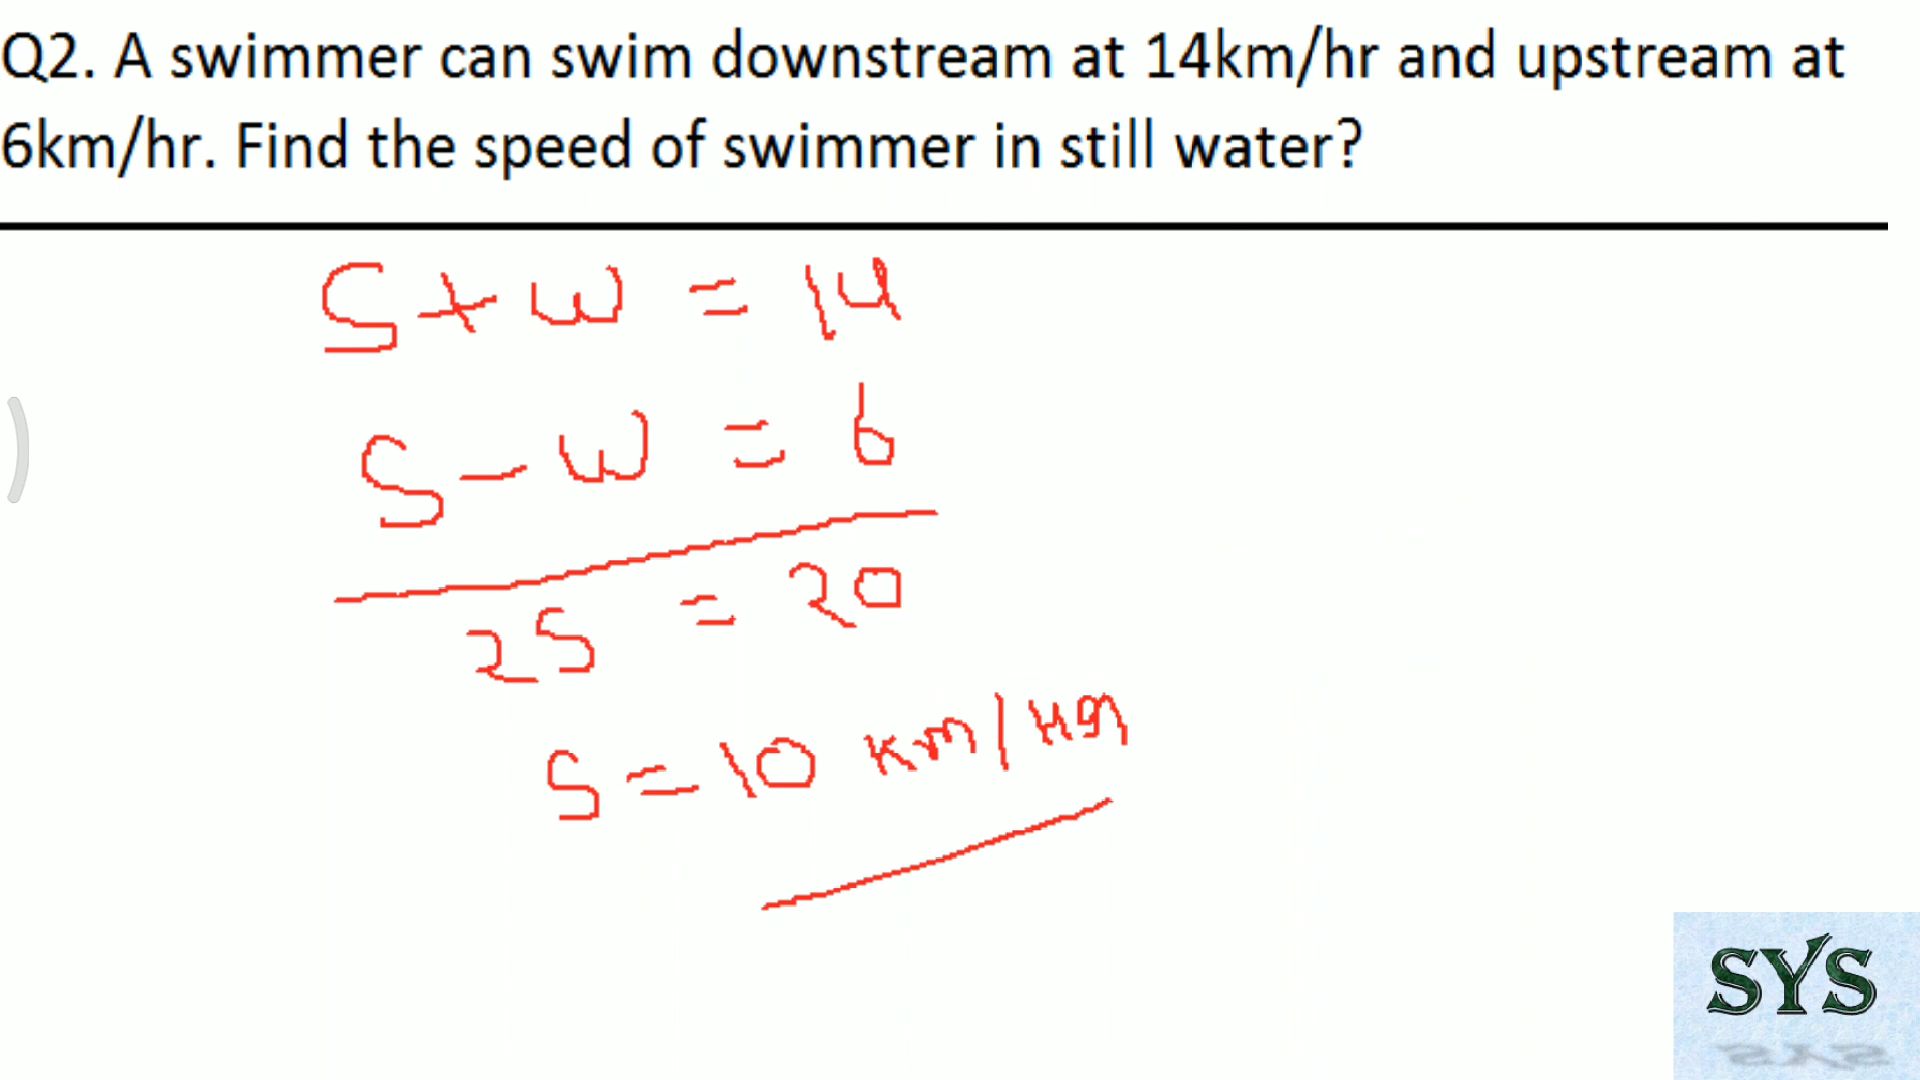 Q2. A swimmer can swim downstream at 14km/hr and upstream at
6km/hr. Find the speed of swimmer in still water?
S+w = 14
S-w = 6
2S = 20
S=10 Km/Hr
SYS